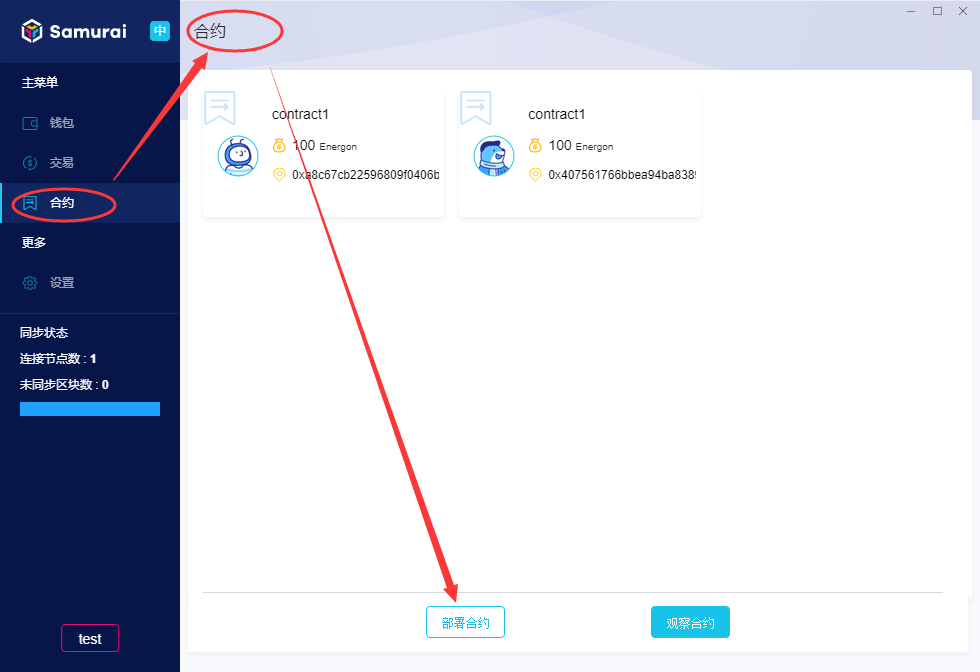 Samurai
中
合约
主菜单
钱包
交易
合约
更多
设置
同步状态
连接节点数 : 1
未同步区块数 : 0
test
contract1
100 Energon
0xa8c67cb22596809f0406b
contract1
100 Energon
0x407561766bbea94ba838
部署合约
观察合约